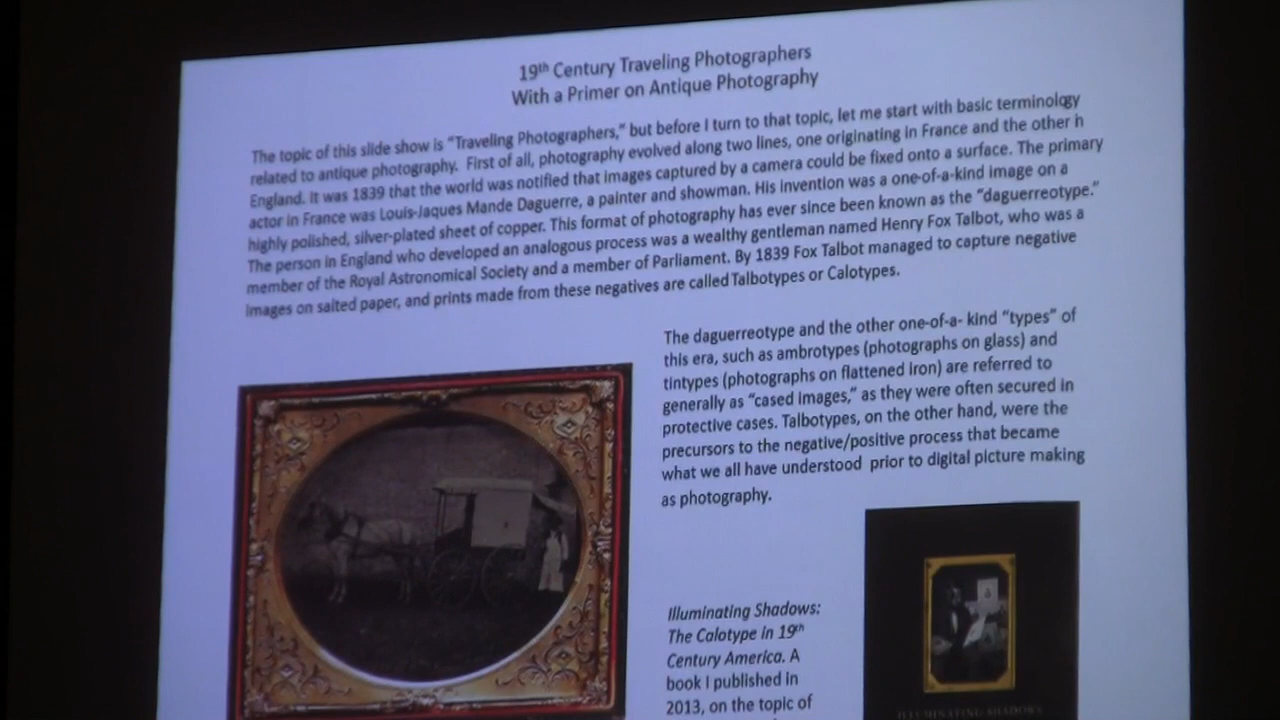 19th Century Traveling Photographers
With a Primer on Antique Photography
The topic of this slide show is “Traveling Photographers,” but before I turn to that topic, let me start with basic terminology
related to antique photography. First of all, photography evolved along two lines, one originating in France and the other h
England. It was 1839 that the world was notified that images captured by a camera could be fixed onto a surface. The primary
actor in France was Louis-Jaques Mande Daguerre, a painter and showman. His invention was a one-of-a-kind image on a
highly polished, silver-plated sheet of copper. This format of photography has ever since been known as the “daguerreotype.”
The person in England who developed an analogous process was a wealthy gentleman named Henry Fox Talbot, who was a
member of the Royal Astronomical Society and a member of Parliament. By 1839 Fox Talbot managed to capture negative
images on salted paper, and prints made from these negatives are called Talbotypes or Calotypes.
The daguerreotype and the other one-of-a- kind “types” of
this era, such as ambrotypes (photographs on glass) and
tintypes (photographs on flattened iron) are referred to
generally as “cased images,” as they were often secured in
protective cases. Talbotypes, on the other hand, were the
precursors to the negative/positive process that became
what we all have understood prior to digital picture making
as photography.
Illuminating Shadows:
The Calotype in 19th
Century America. A
book I published in
2013, on the topic of
ILLUMINATING SHADOWS